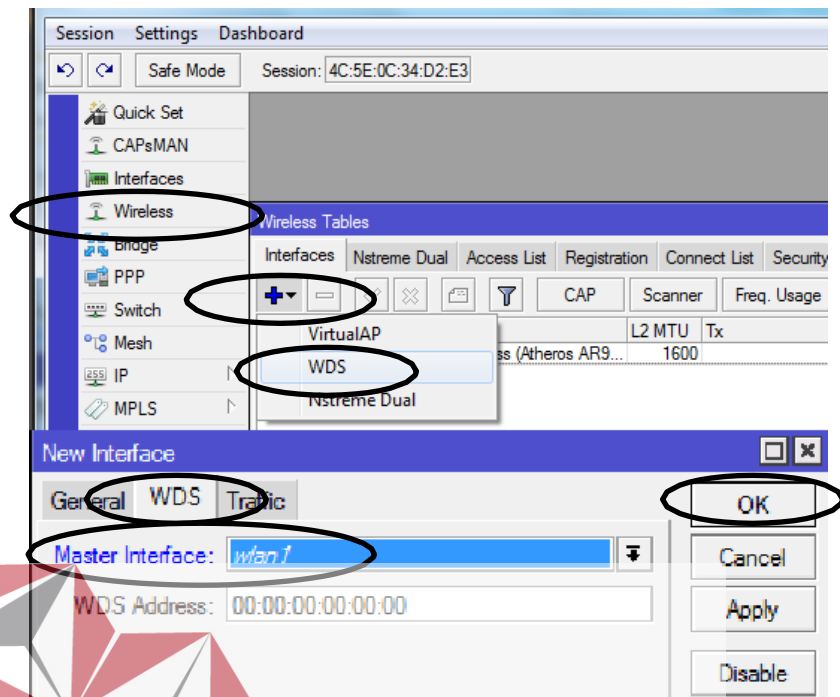 Session Settings Dashboard
Safe Mode Session: 4C:5E:0C:34:D2:E3
Quick Set
CAPsMAN
Interfaces
Wireless
Bridge
PPP
Switch
Mesh
255 IP
MPLS
Wireless Tables
Interfaces Nstreme Dual Access List Registration Connect List Security
CAP Scanner Freq. Usage
L2 MTU Tx
ss (Atheros AR9... 1600
VirtualAP
WDS
Nstreme Dual
New Interface
General WDS Traffic
Master Interface: wlan1
WDS Address: 00:00:00:00:00:00
OK
Cancel
Apply
Disable